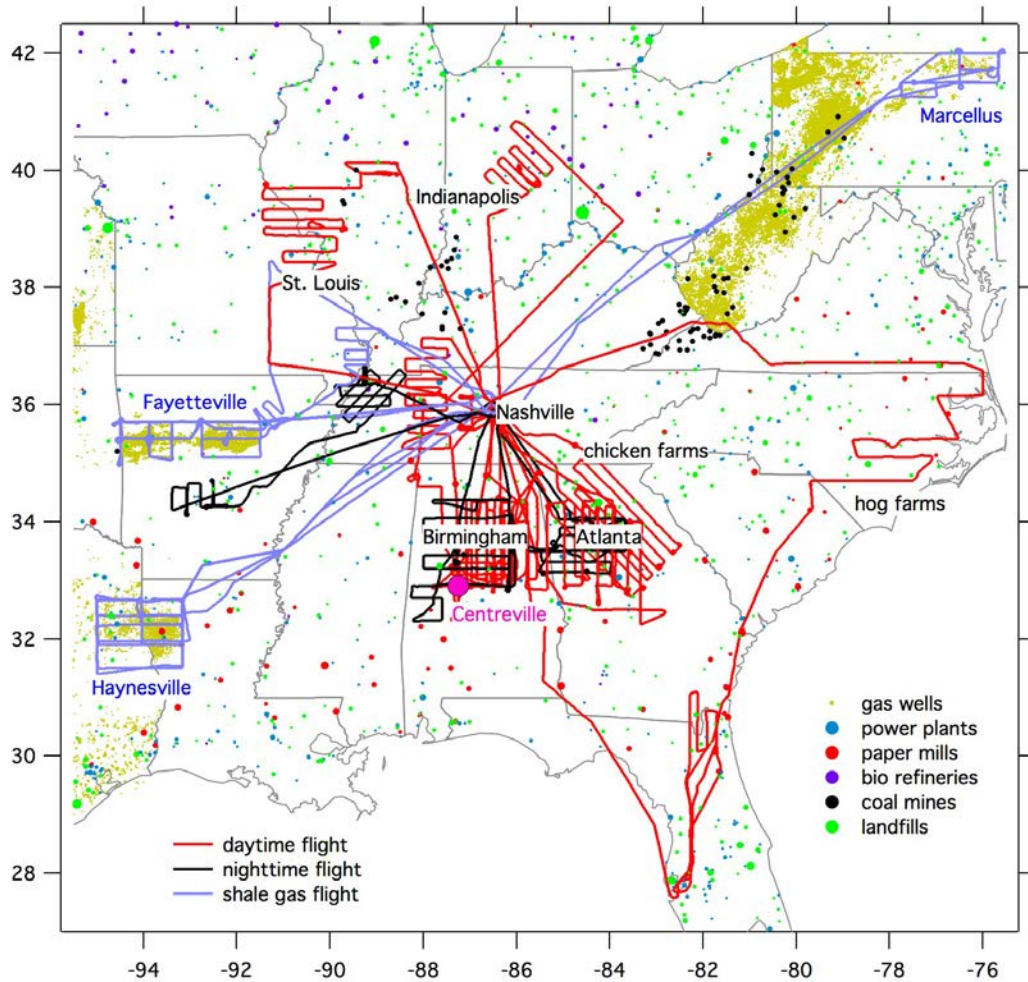 42
40
38
36
34
32
30
28
Marcellus
Indianapolis
St. Louis
Fayetteville
Nashville
chicken farms
hog farms
Birmingham
Atlanta
Centreville
Haynesville
gas wells
power plants
paper mills
bio refineries
coal mines
landfills
daytime flight
nighttime flight
shale gas flight
-94 -92 -90 -88 -86 -84 -82 -80 -78 -76